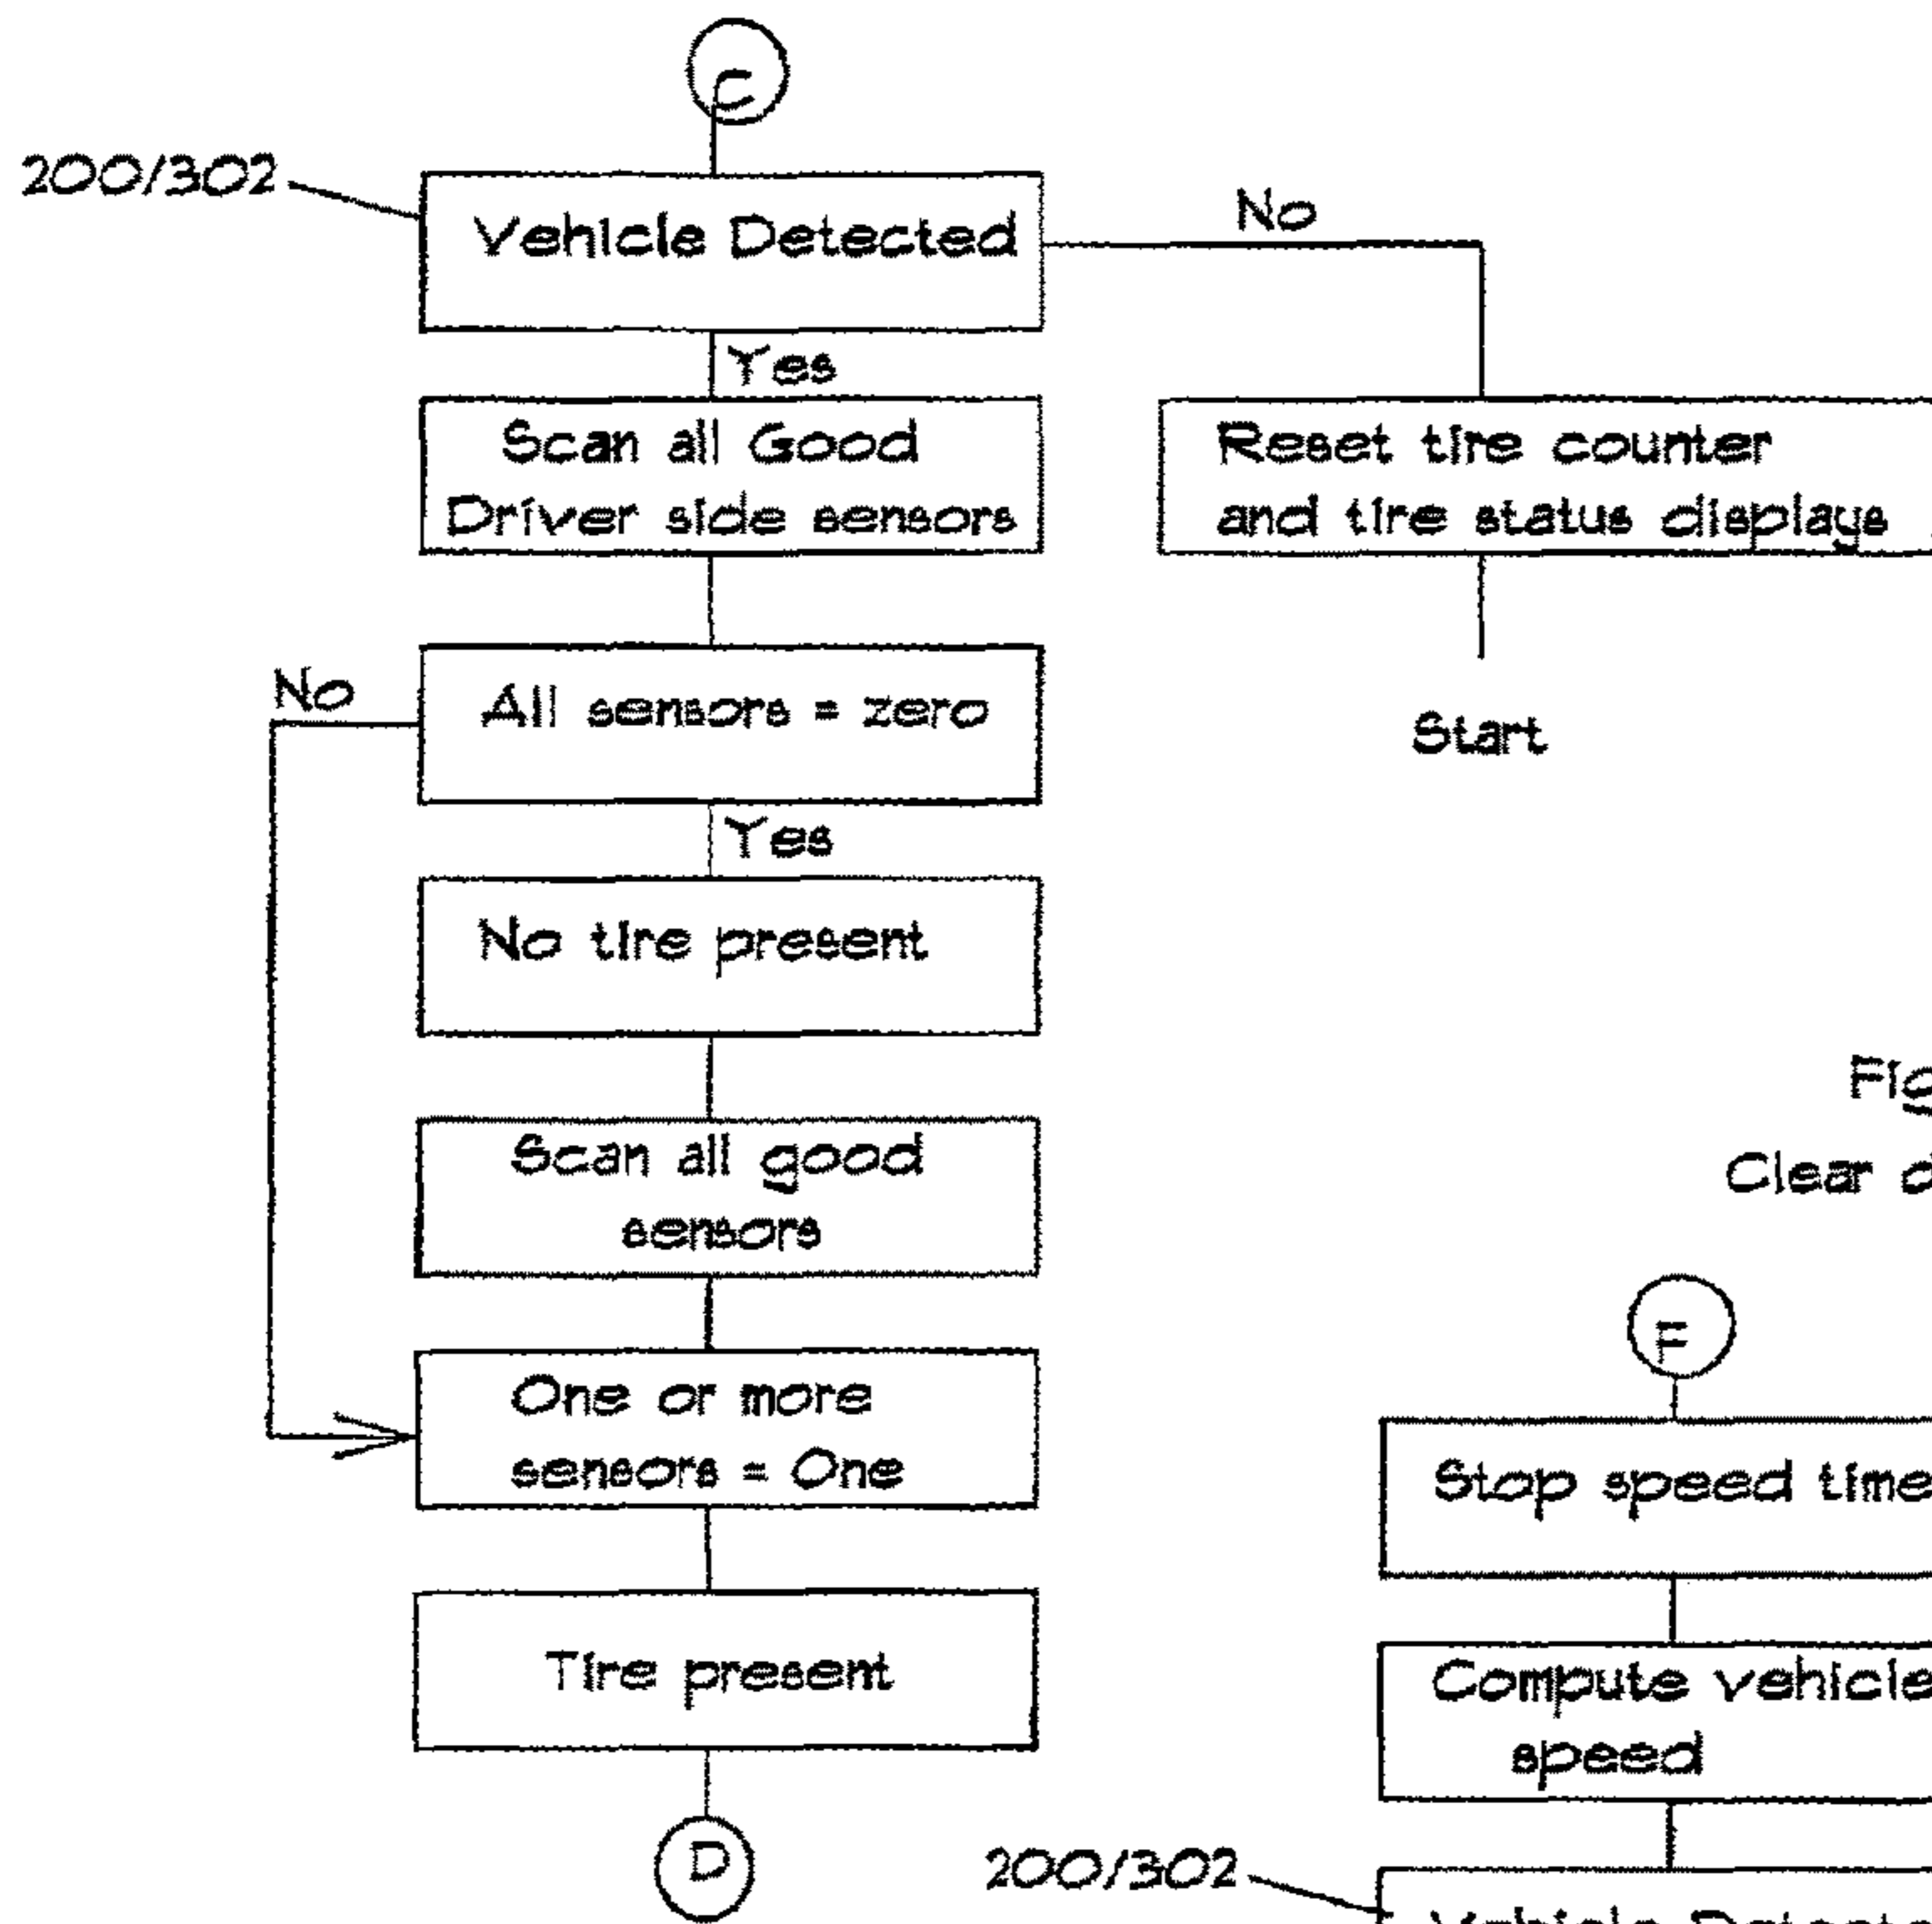 C
200/302
Vehicle Detected
No
Yes
Scan all Good
Driver side sensors
Reset tire counter
and tire status displays
Start
No
All sensors = zero
Yes
No tire present
Scan all good
sensors
One or more
sensors = One
Tire present
D
Clear
F
Stop speed
Compute vehicle
speed
200/302
Vehicle